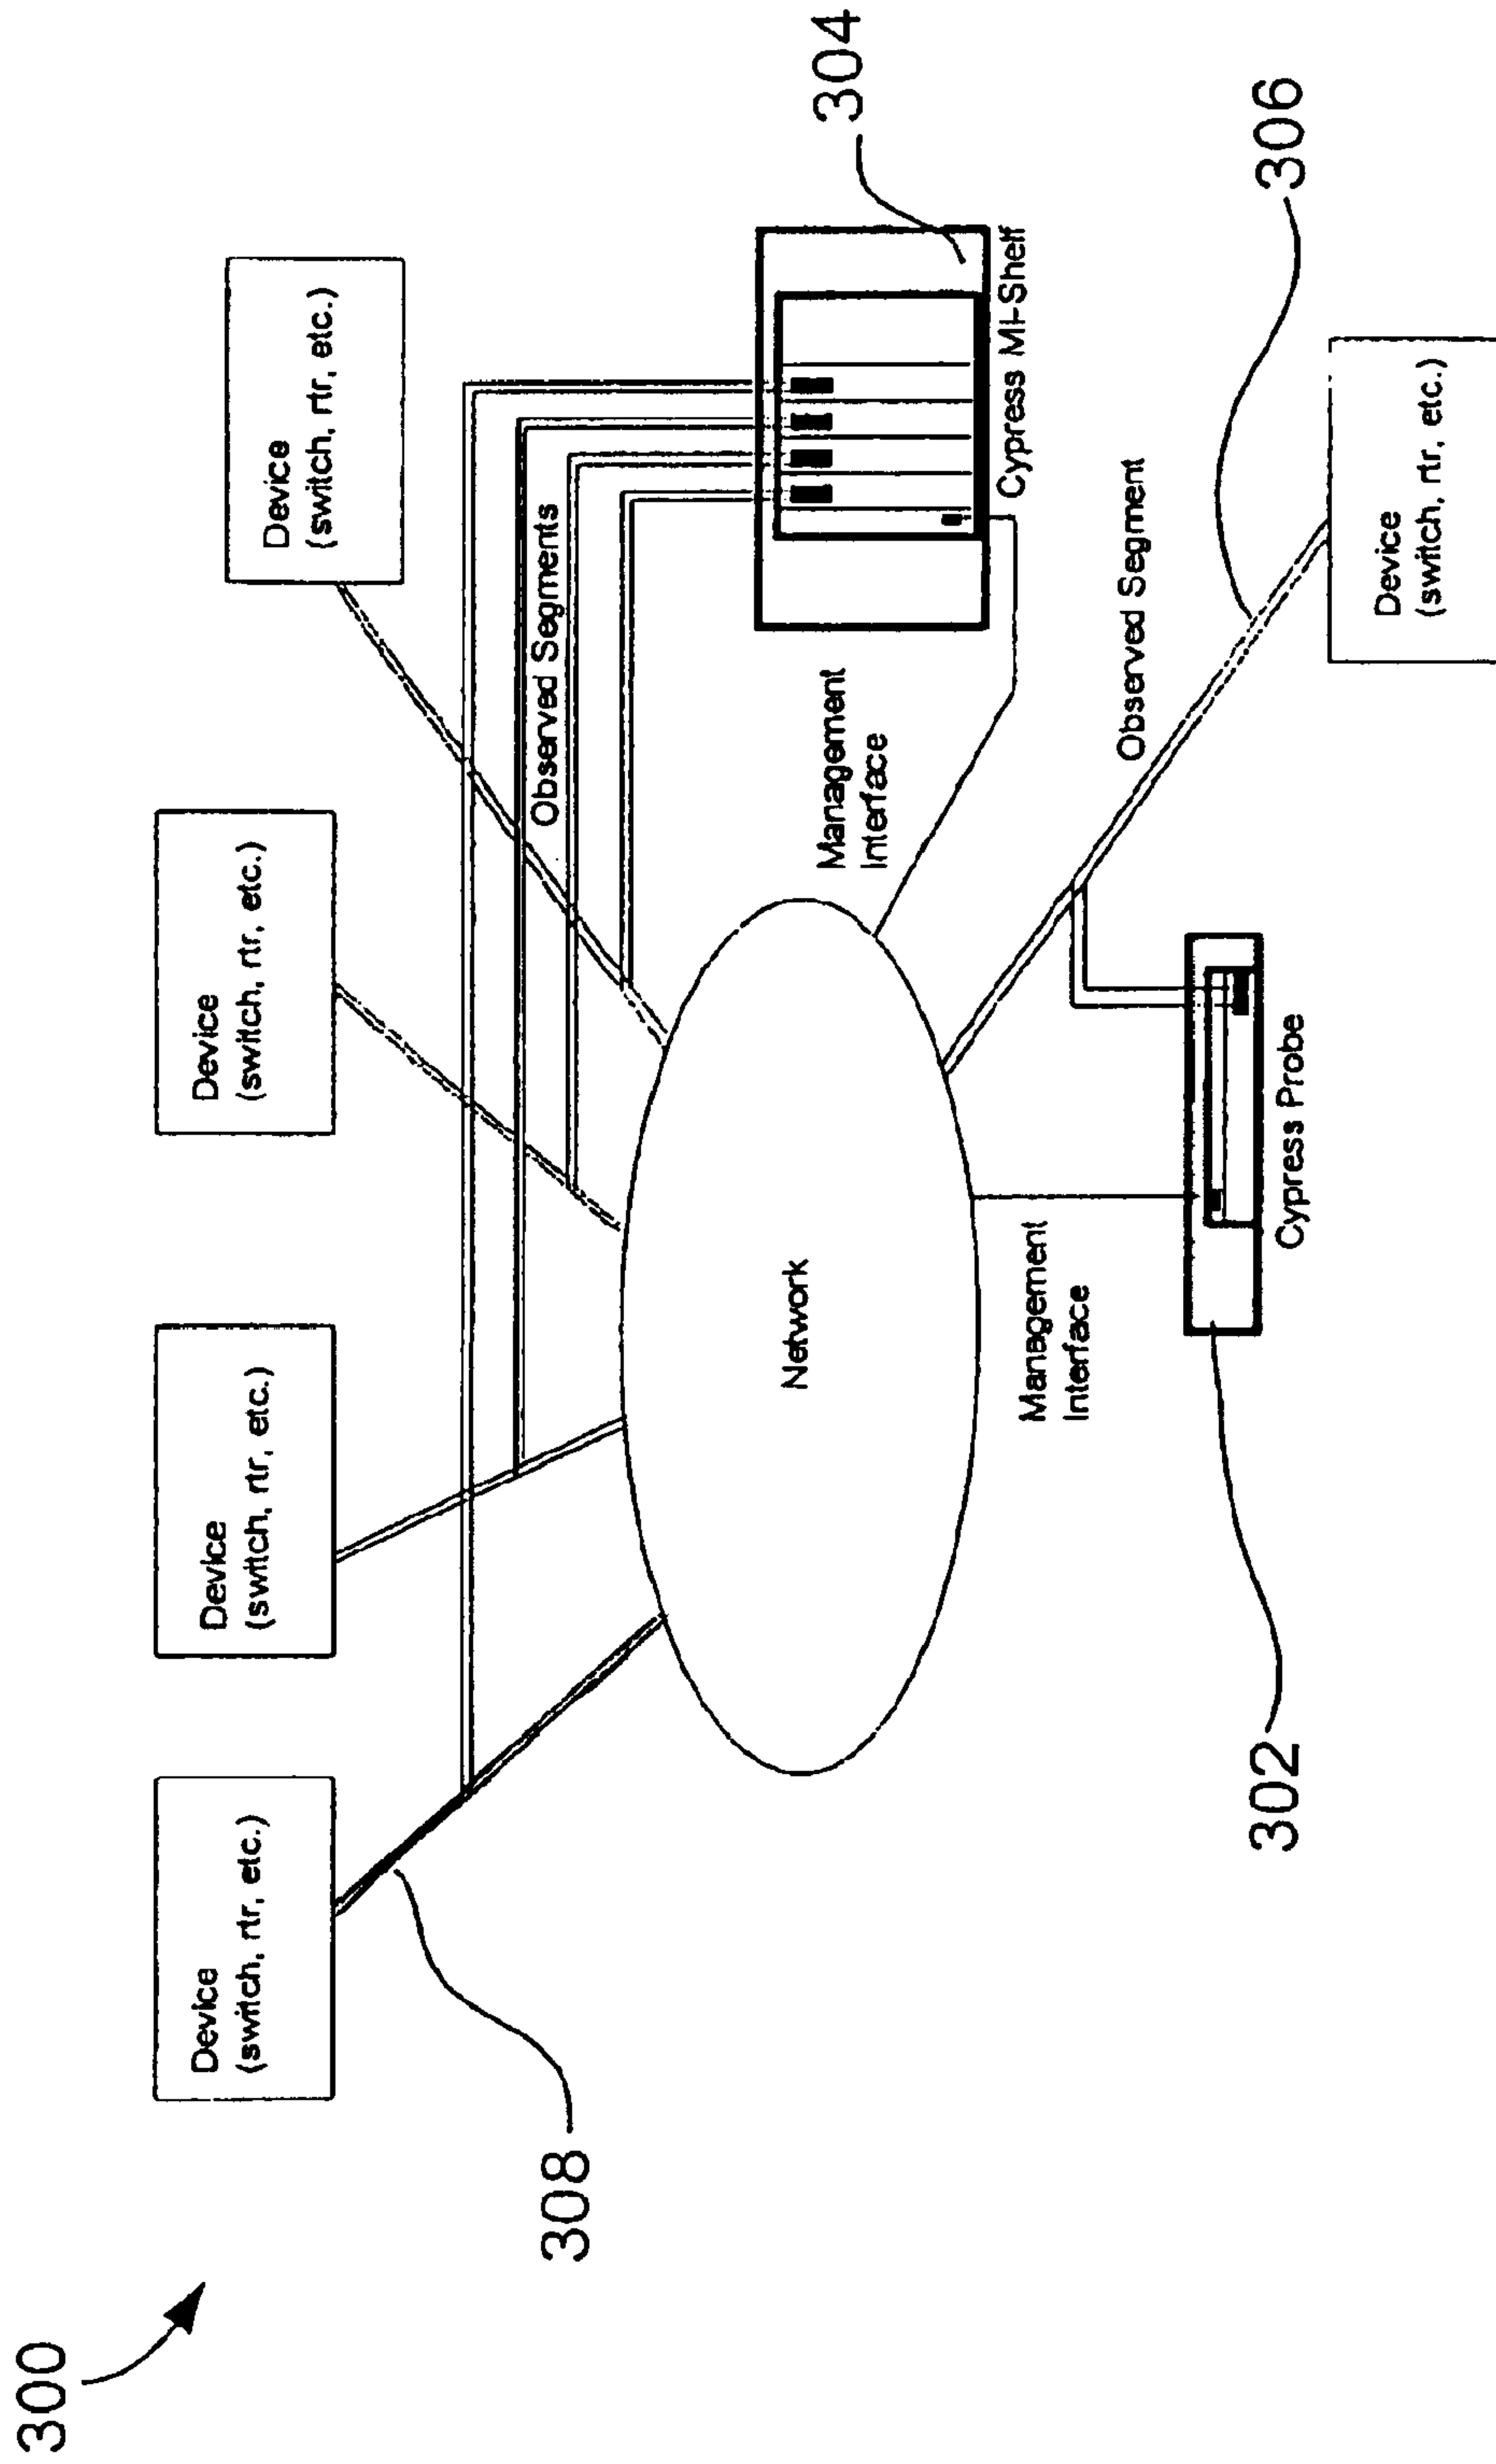 300
Device
(switch, rtr, etc.)
Device
(switch, rtr, etc.)
Device
(switch, rtr, etc.)
Device
(switch, rtr, etc.)
308
Observed Segments
Network
Management
Interface
304
Cypress MI-Shelf
Management
Interface
Observed Segment
302
Cypress Probe
306
Device
(switch, rtr, etc.)